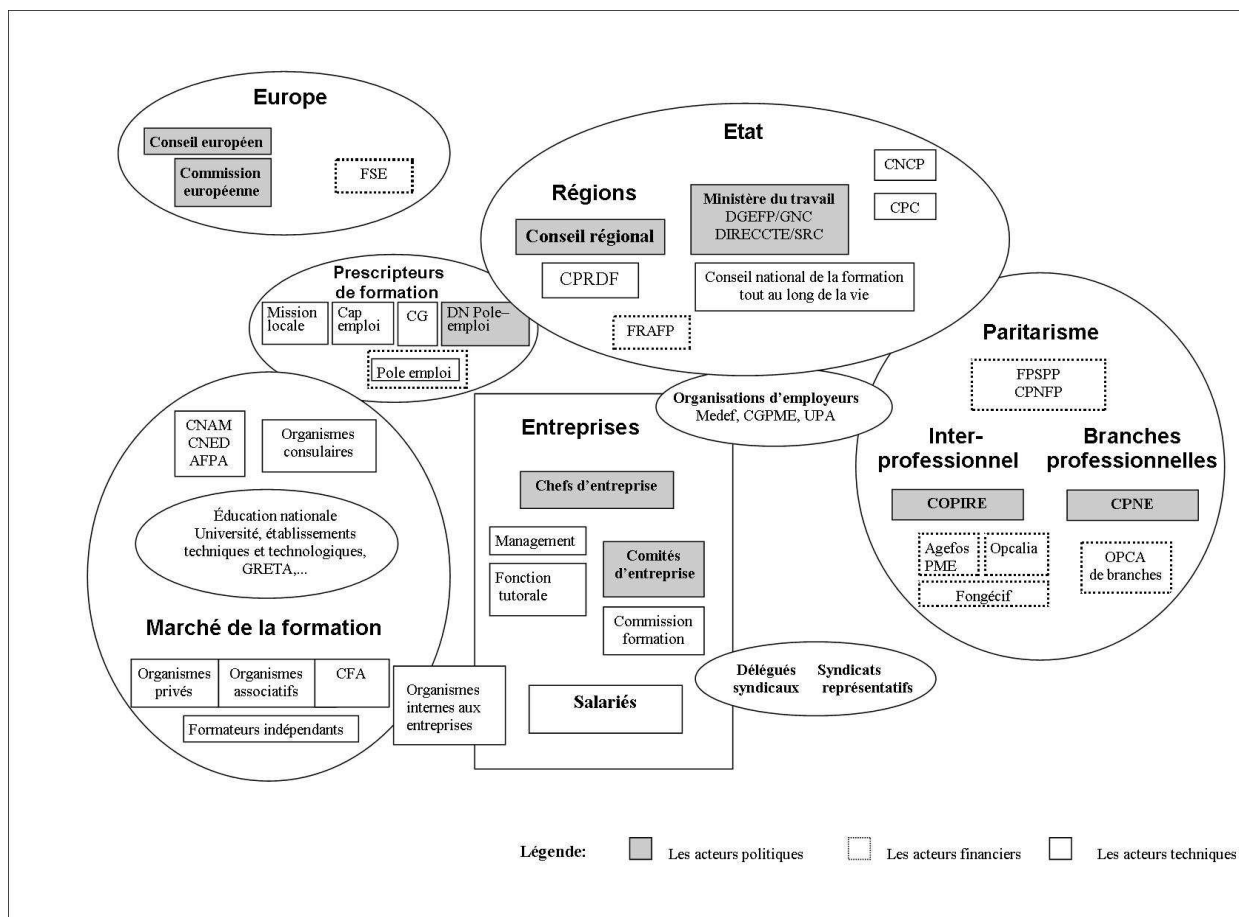 Europe
Conseil européen
Commission
européenne
FSE
Etat
CNCP
CPC
Régions
Conseil régional
CPRDF
Ministère du travail
DGEFP/GNC
DIRECCTE/SRC
Conseil national de la formation
tout au long de la vie
FRAFP
Prescripteurs
de formation
Mission
locale
Cap
emploi
CG
DN Pole–
emploi
Pole emploi
Paritarisme
FPSPP
CPNFP
Inter-
professionnel
Branches
professionnelles
COPIRE
CPNE
Agefos
PME
Opcalia
Fongécif
OPCA
de branches
Organisations d'employeurs
Medef, CGPME, UPA
Entreprises
Chefs d'entreprise
Management
Fonction
tutorale
Comités
d'entreprise
Commission
formation
Salariés
Délégués
syndicaux
Syndicats
représentatifs
CNAM
CNED
AFPA
Organismes
consulaires
Éducation nationale
Université, établissements
techniques et technologiques,
GRETA,...
Marché de la formation
Organismes
privés
Organismes
associatifs
CFA
Formateurs indépendants
Organismes
internes aux
entreprises
Légende:
Les acteurs politiques
Les acteurs financiers
Les acteurs techniques